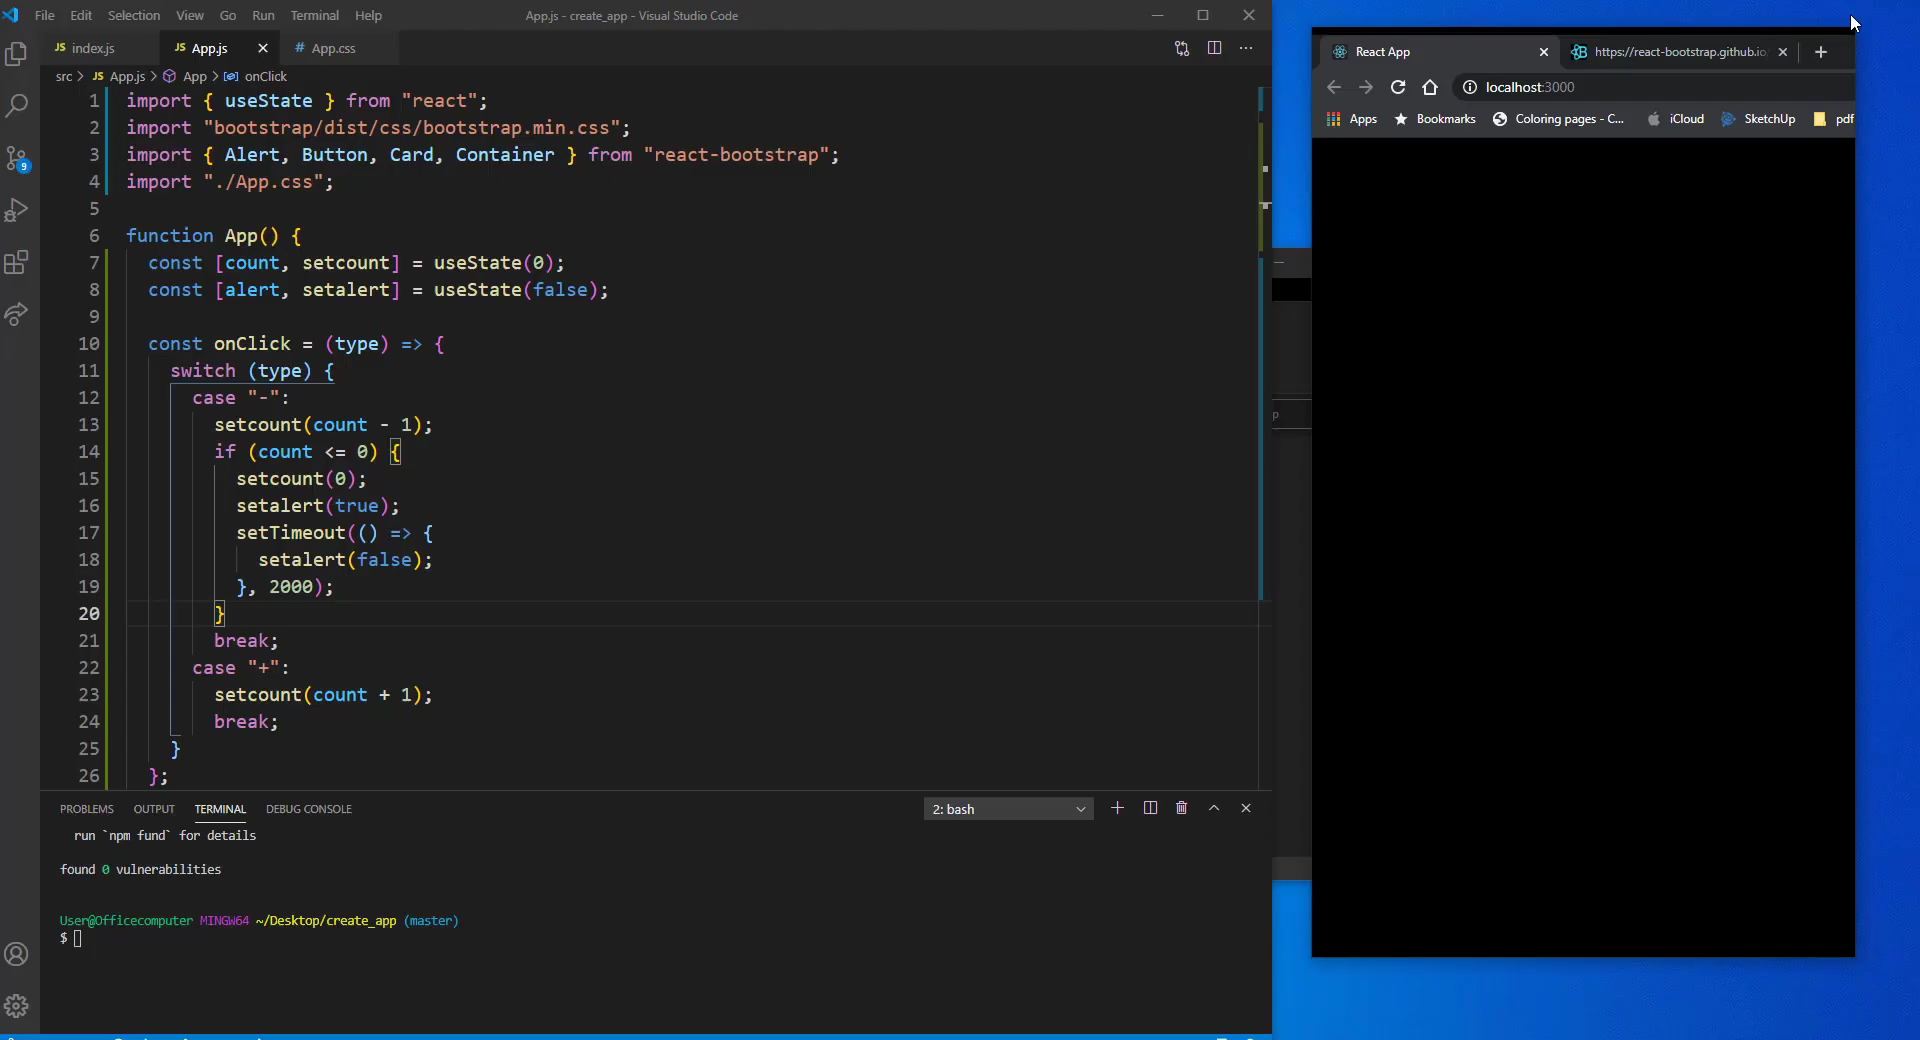 File Edit Selection View Go Run Terminal Help
App.js - create_app - Visual Studio Code
JS index.js
JS App.js
# App.css
src > JS App.js > App > onClick
1 import { useState } from "react";
2 import "bootstrap/dist/css/bootstrap.min.css";
3 import { Alert, Button, Card, Container } from "react-bootstrap";
4 import "./App.css";
5
6 function App() {
7 const [count, setcount] = useState(0);
8 const [alert, setalert] = useState(false);
9
10 const onClick = (type) => {
11 switch (type) {
12 case "-":
13 setcount(count - 1);
14 if (count <= 0) {
15 setcount(0);
16 setalert(true);
17 setTimeout(() => {
18 setalert(false);
19 }, 2000);
20 }
21 break;
22 case "+":
23 setcount(count + 1);
24 break;
25 }
26 };
9
PROBLEMS OUTPUT TERMINAL DEBUG CONSOLE
2: bash
run `npm fund` for details
found 0 vulnerabilities
User@Officecomputer MINGW64 ~/Desktop/create_app (master)
$
React App
https://react-bootstrap.github.io
localhost:3000
Apps Bookmarks Coloring pages - C... iCloud SketchUp pdf
p